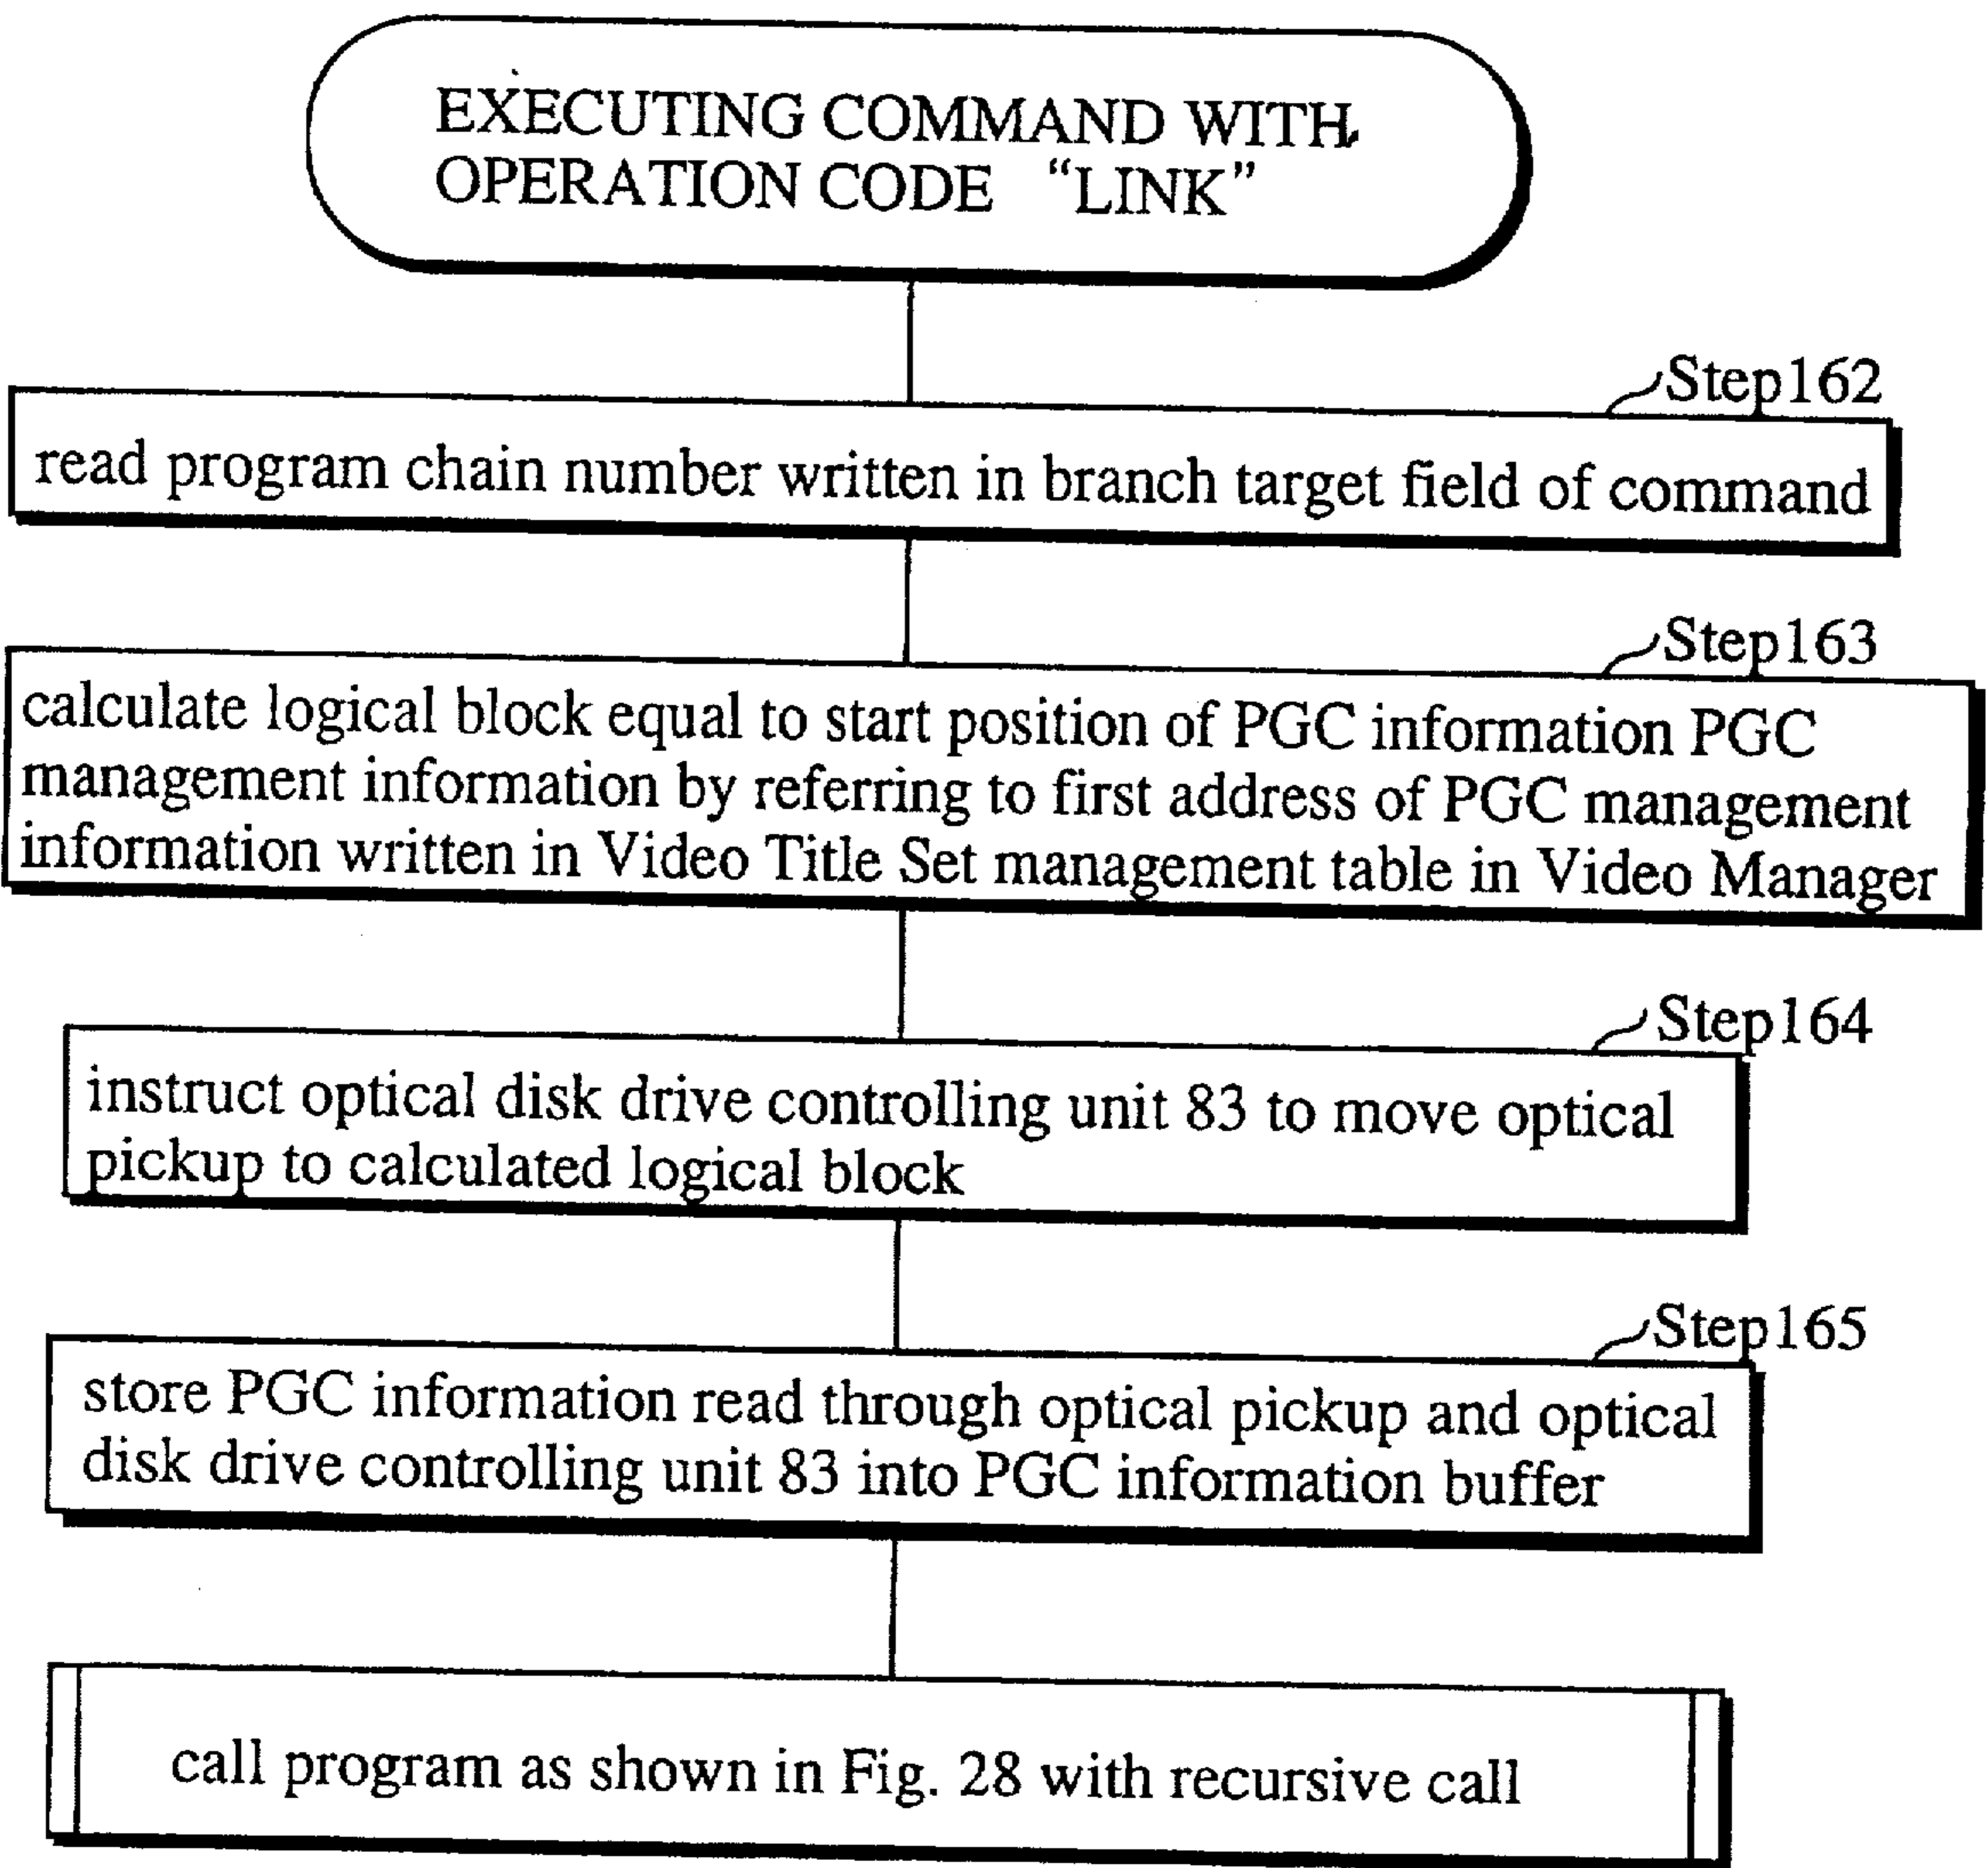 EXECUTING COMMAND WITH
OPERATION CODE “LINK”
Step162
read program chain number written in branch target field of command
Step163
calculate logical block equal to start position of PGC information PGC
management information by referring to first address of PGC management
information written in Video Title Set management table in Video Manager
Step164
instruct optical disk drive controlling unit 83 to move optical
pickup to calculated logical block
Step165
store PGC information read through optical pickup and optical
disk drive controlling unit 83 into PGC information buffer
call program as shown in Fig. 28 with recursive call